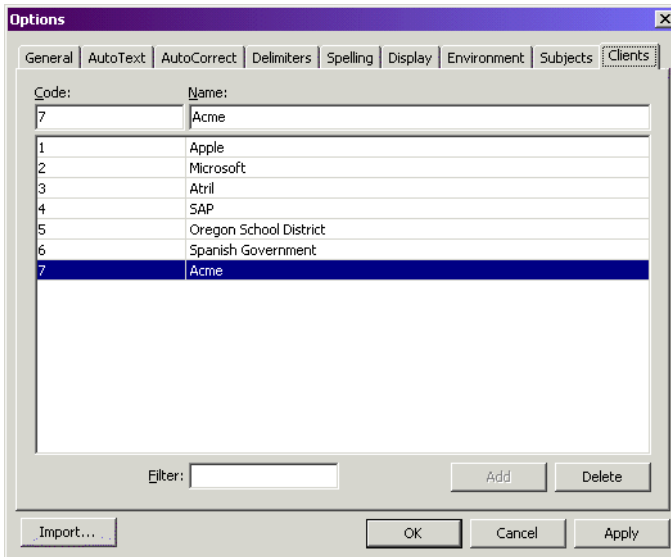 Options
General AutoText AutoCorrect Delimiters Spelling Display Environment Subjects Clients
Code: Name:
7 Acme
1 Apple
2 Microsoft
3 Atril
4 SAP
5 Oregon School District
6 Spanish Government
7 Acme
Filter: Add Delete
Import... OK Cancel Apply